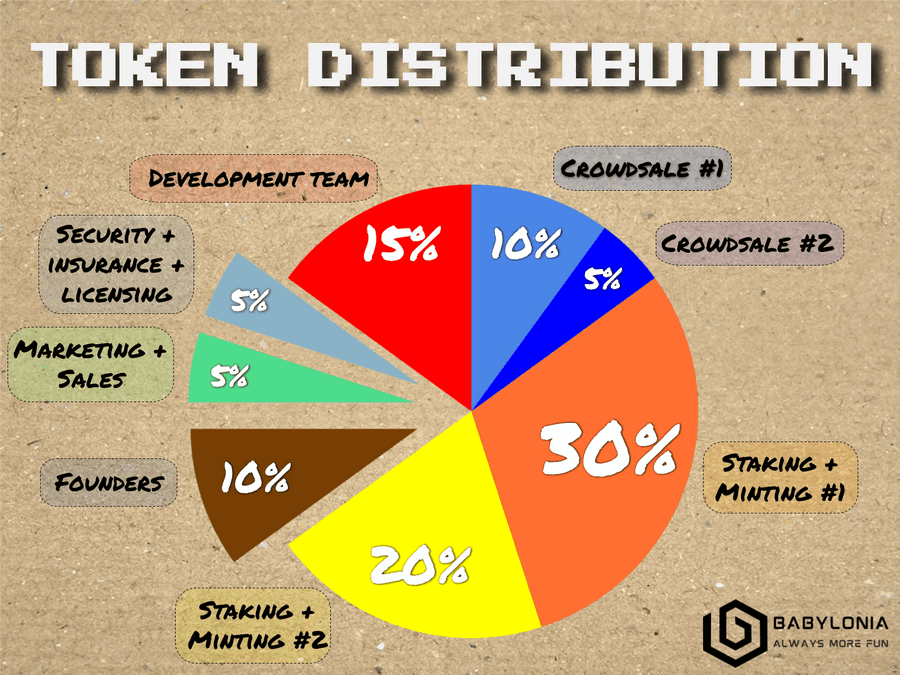 TOKEN DISTRIBUTION
DEVELOPMENT TEAM
CROWDSALE #1
CROWDSALE #2
SECURITY +
INSURANCE +
LICENSING
MARKETING +
SALES
FOUNDERS
STAKING +
MINTING #2
STAKING +
MINTING #1
15%
10%
5%
5%
5%
10%
30%
20%
BABYLONIA
ALWAYS MORE FUN